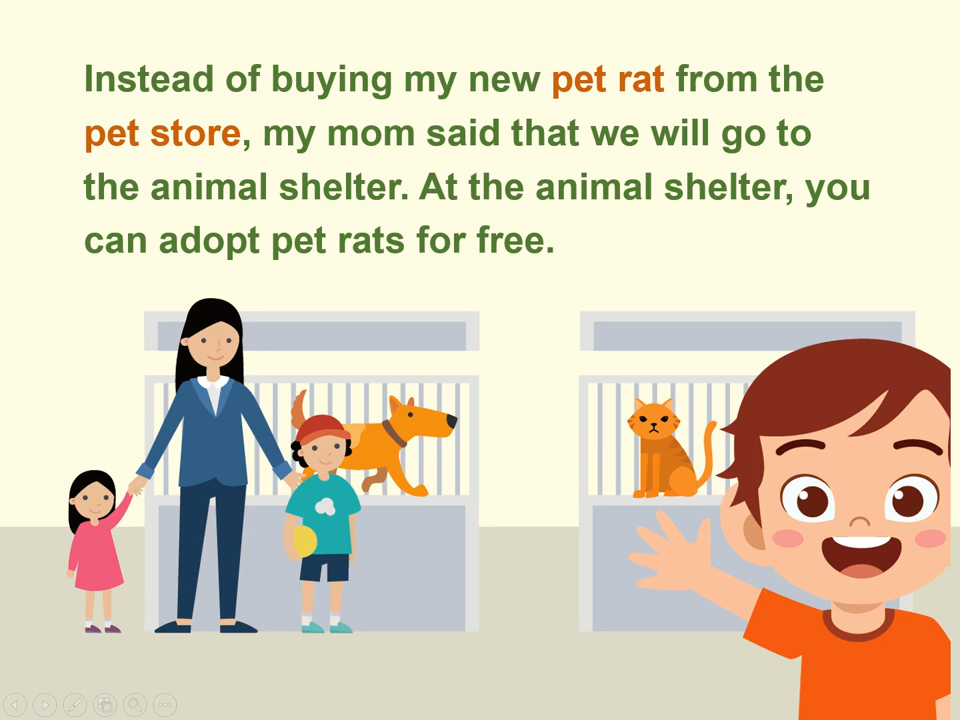 Instead of buying my new pet rat from the
pet store, my mom said that we will go to
the animal shelter. At the animal shelter, you
can adopt pet rats for free.